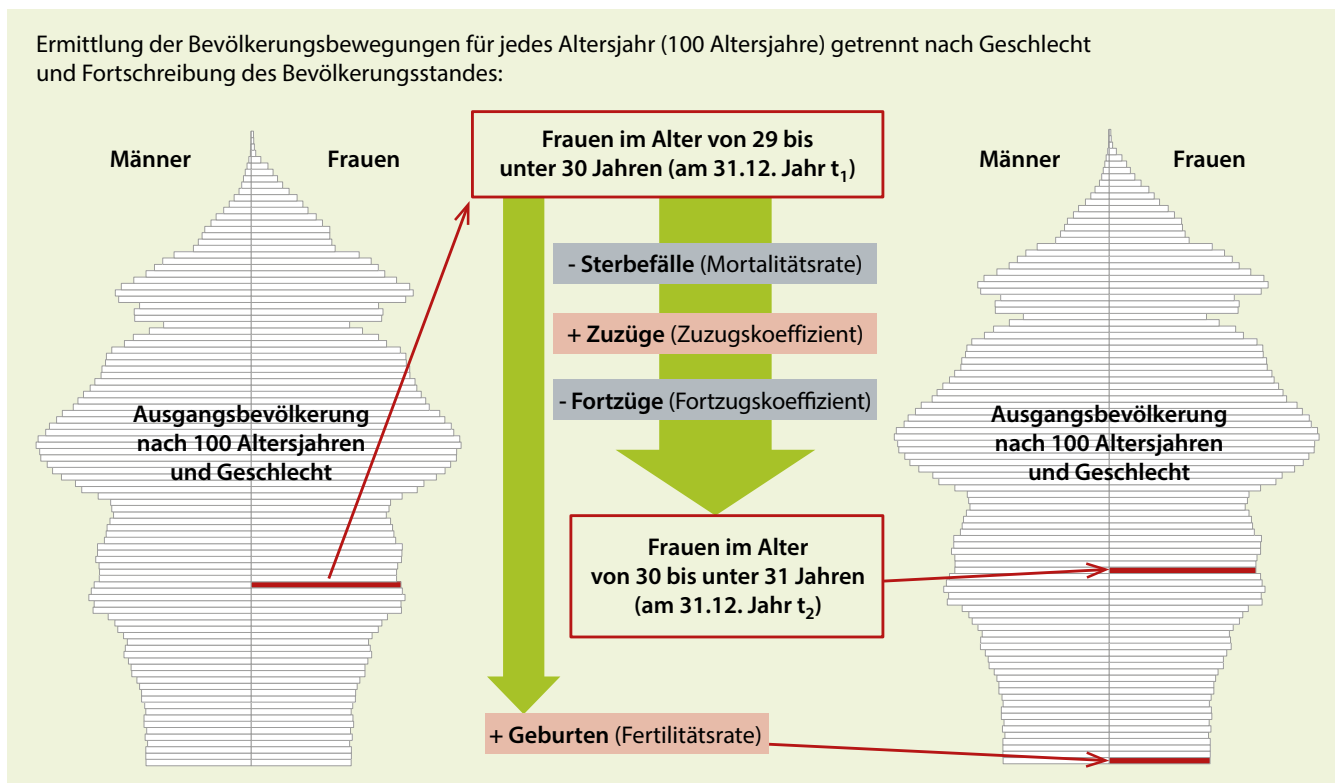 Ermittlung der Bevölkerungsbewegungen für jedes Altersjahr (100 Altersjahre) getrennt nach Geschlecht
und Fortschreibung des Bevölkerungsstandes:
Männer
Frauen
Ausgangsbevölkerung
nach 100 Altersjahren
und Geschlecht
Frauen im Alter von 29 bis
unter 30 Jahren (am 31.12. Jahr t₁)
- Sterbefälle (Mortalitätsrate)
+ Zuzüge (Zuzugskoeffizient)
- Fortzüge (Fortzugskoeffizient)
Frauen im Alter
von 30 bis unter 31 Jahren
(am 31.12. Jahr t₂)
+ Geburten (Fertilitätsrate)
Männer
Frauen
Ausgangsbevölkerung
nach 100 Altersjahren
und Geschlecht